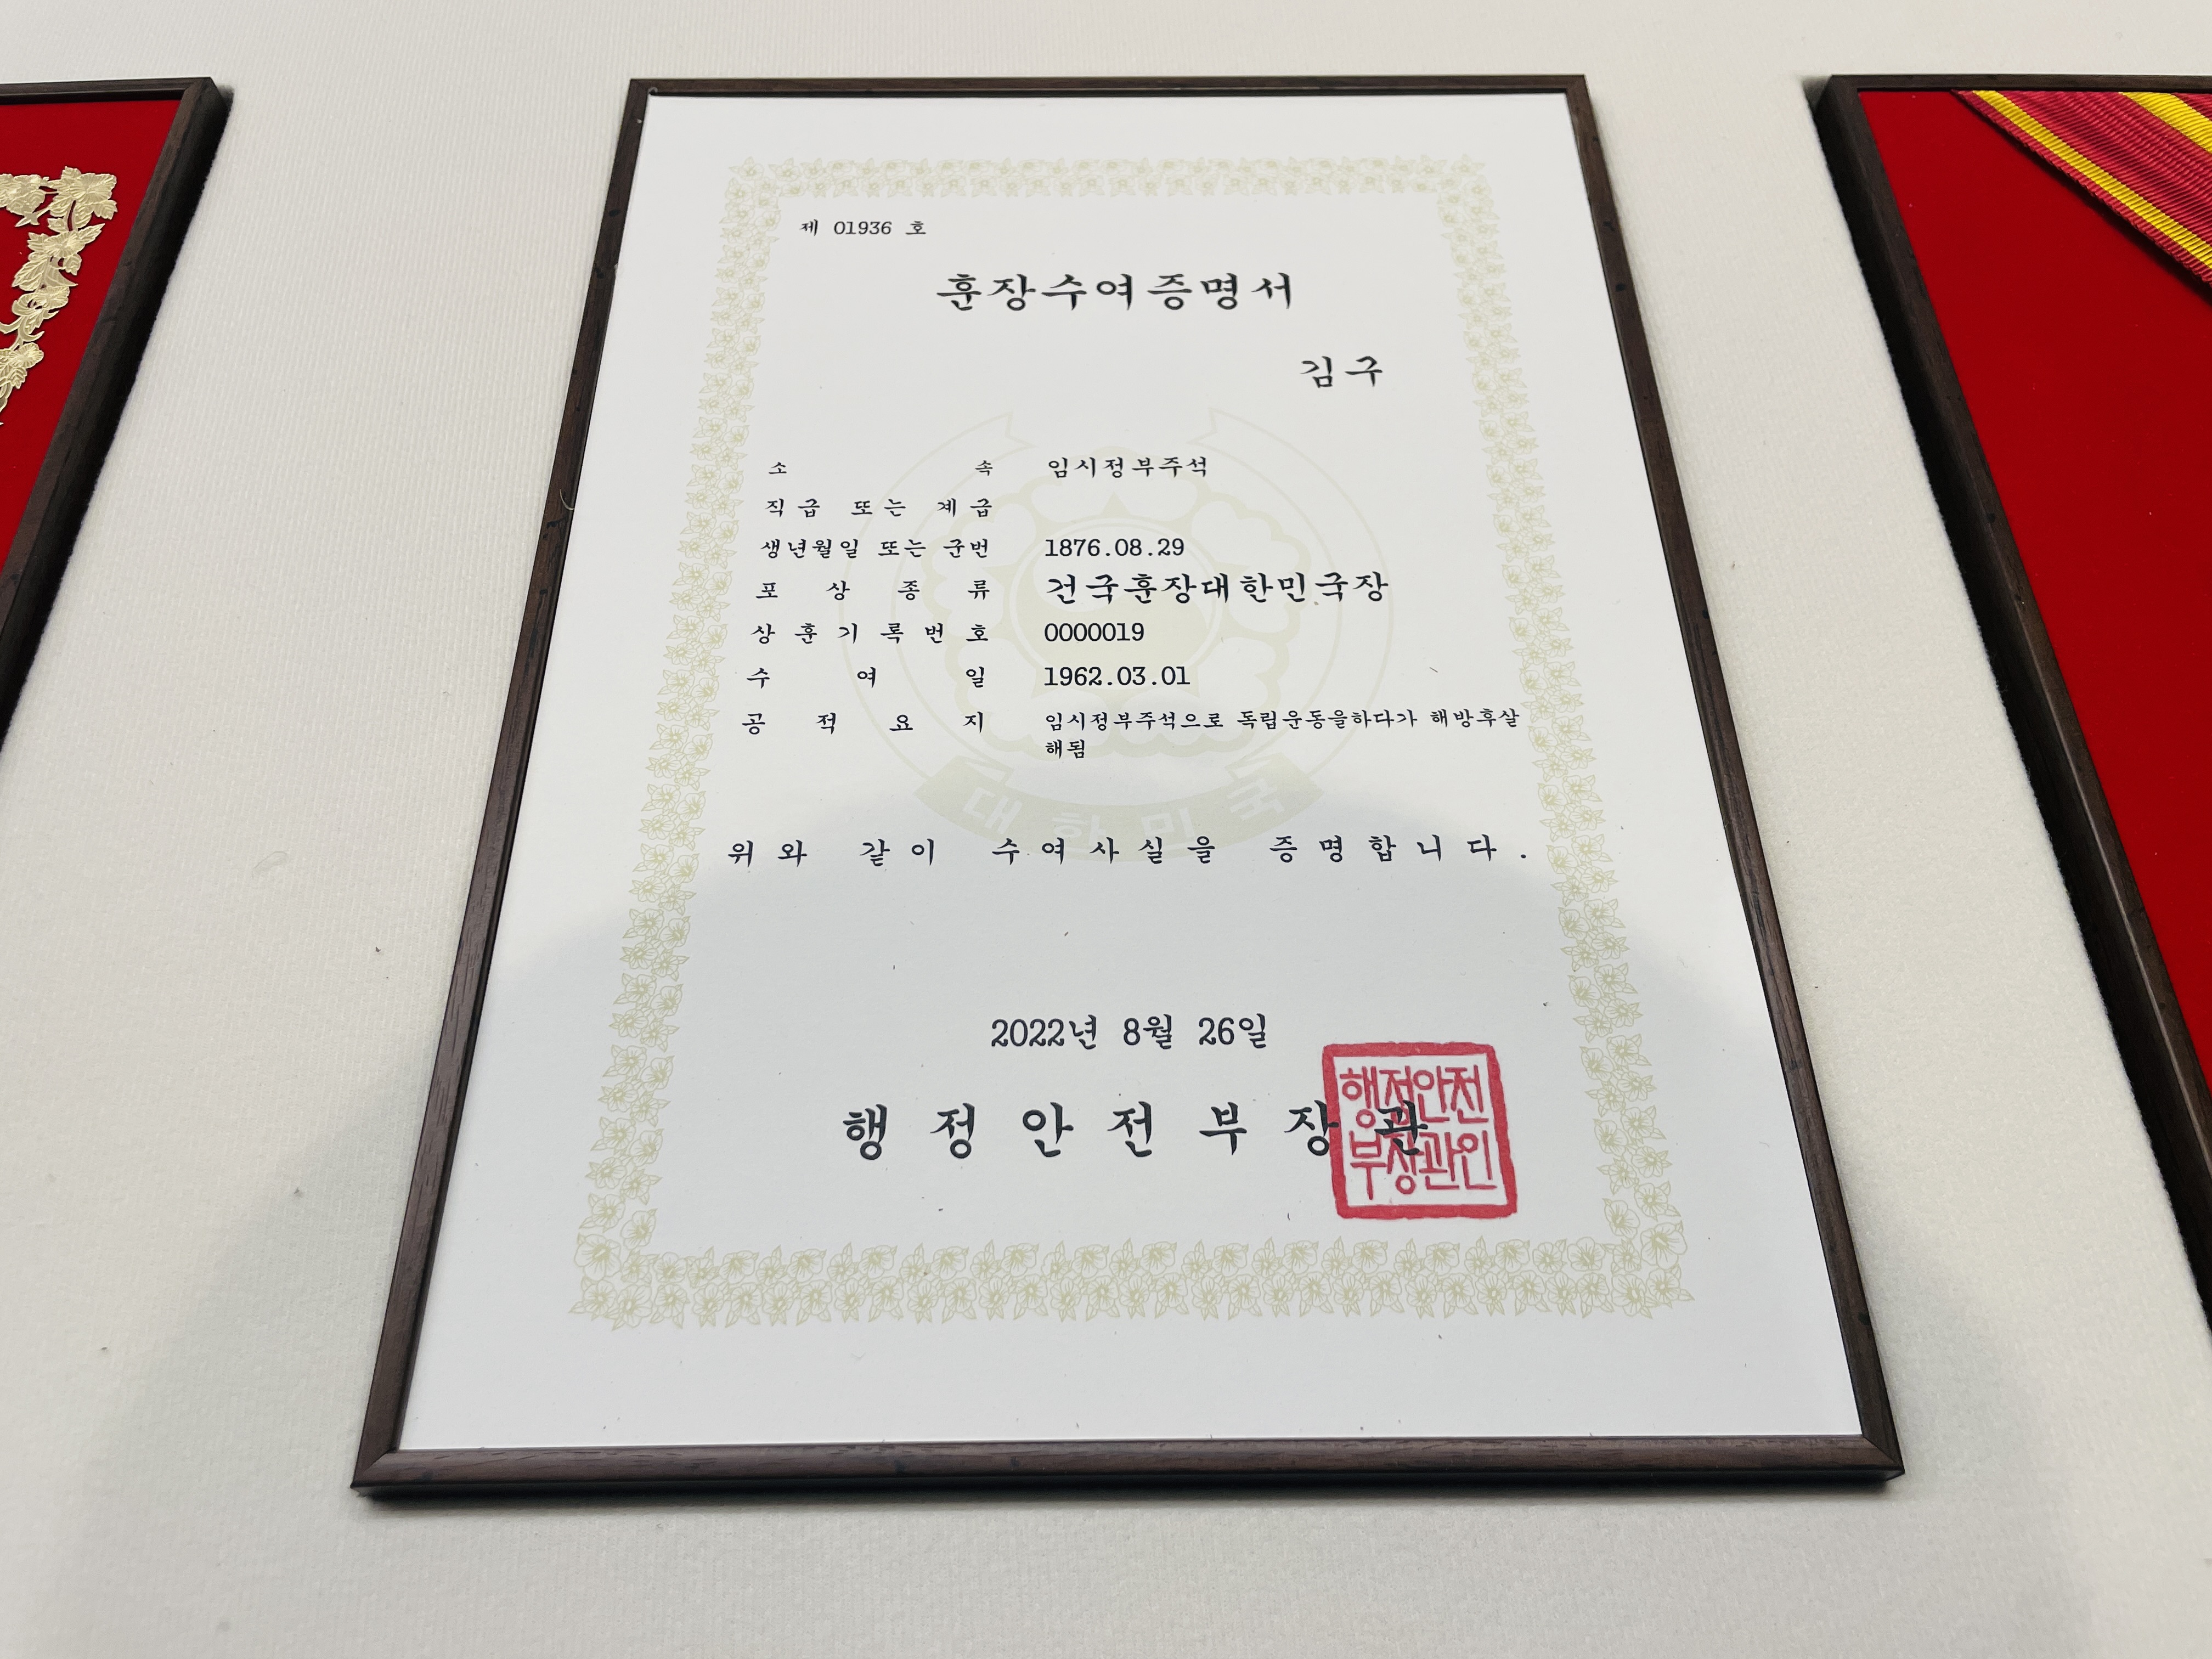 제 01936 호
훈장수여증명서
김구
소 속 임시정부주석
직급 또는 계급
생년월일 또는 군번 1876.08.29
포 상 종 류 건국훈장대한민국장
상 훈 기 록 번 호 0000019
수 여 일 1962.03.01
공 적 요 지 임시정부주석으로 독립운동을하다가 해방후살
해됨
대한민국
위와 같이 수여사실을 증명합니다.
2022년 8월 26일
행정안전부장관
행정안전
부장관인